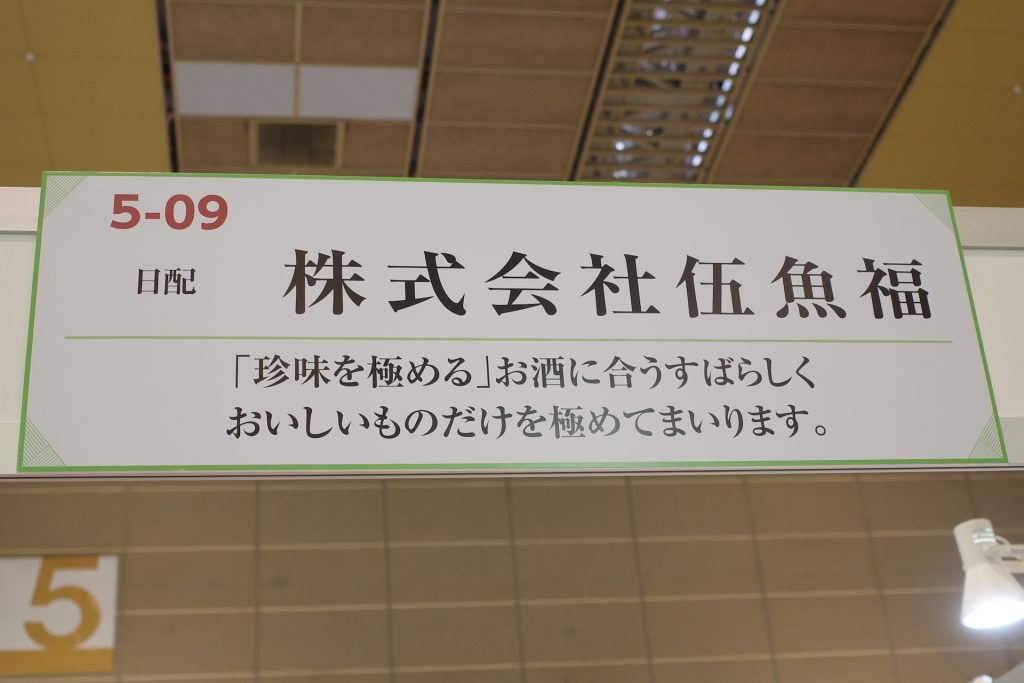 5-09
日配 株式会社伍魚福
「珍味を極める」お酒に合うすばらしく
おいしいものだけを極めてまいります。
5